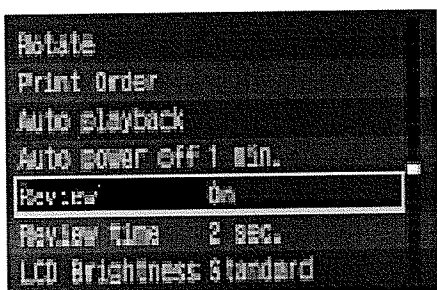 Rotate
Print Order
Auto playback
Auto power off 1 min.
Review On
Review time 2 sec.
LCD Brightness Standard